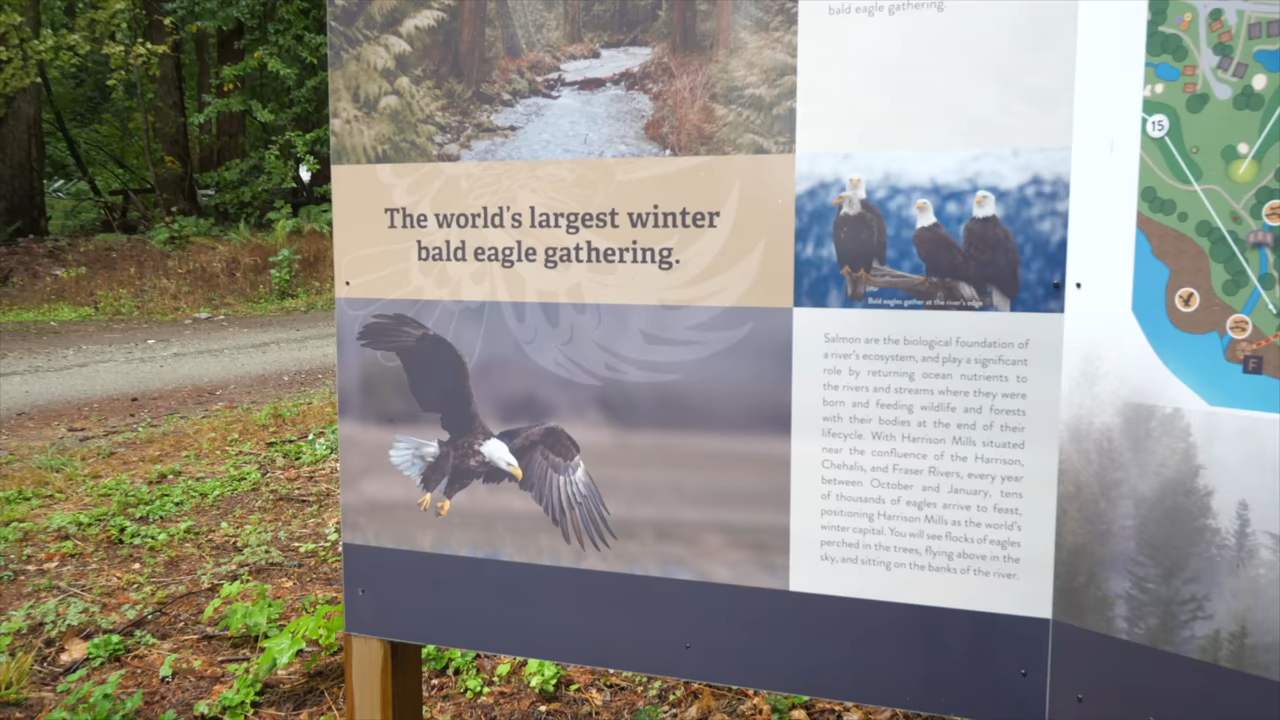 bald eagle gathering.
The world's largest winter
bald eagle gathering.
Bald eagles gather at the river's edge
Salmon are the biological foundation of
a river's ecosystem, and play a significant
role by returning ocean nutrients to
the rivers and streams where they were
born and feeding wildlife and forests
with their bodies at the end of their
lifecycle. With Harrison Mills situated
near the confluence of the Harrison,
Chehalis, and Fraser Rivers, every year
between October and January, tens
of thousands of eagles arrive to feast,
positioning Harrison Mills as the world's
winter capital. You will see flocks of eagles
perched in the trees, flying above in the
sky, and sitting on the banks of the river.
15
F